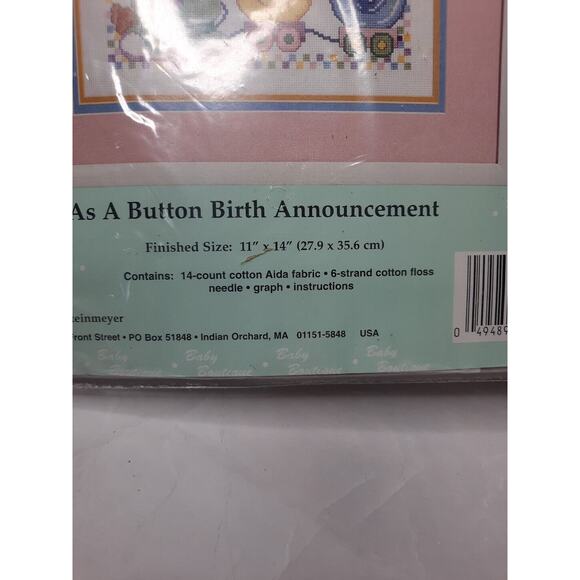 As A Button Birth Announcement
Finished Size: 11" x 14" (27.9 x 35.6 cm)
Contains: 14-count cotton Aida fabric • 6-strand cotton floss
needle • graph • instructions
teinmeyer
Front Street • PO Box 51848 • Indian Orchard, MA 01151-5848 USA
0 49489
Baby Baby Baby Baby
Boutique Boutique Boutique Boutique